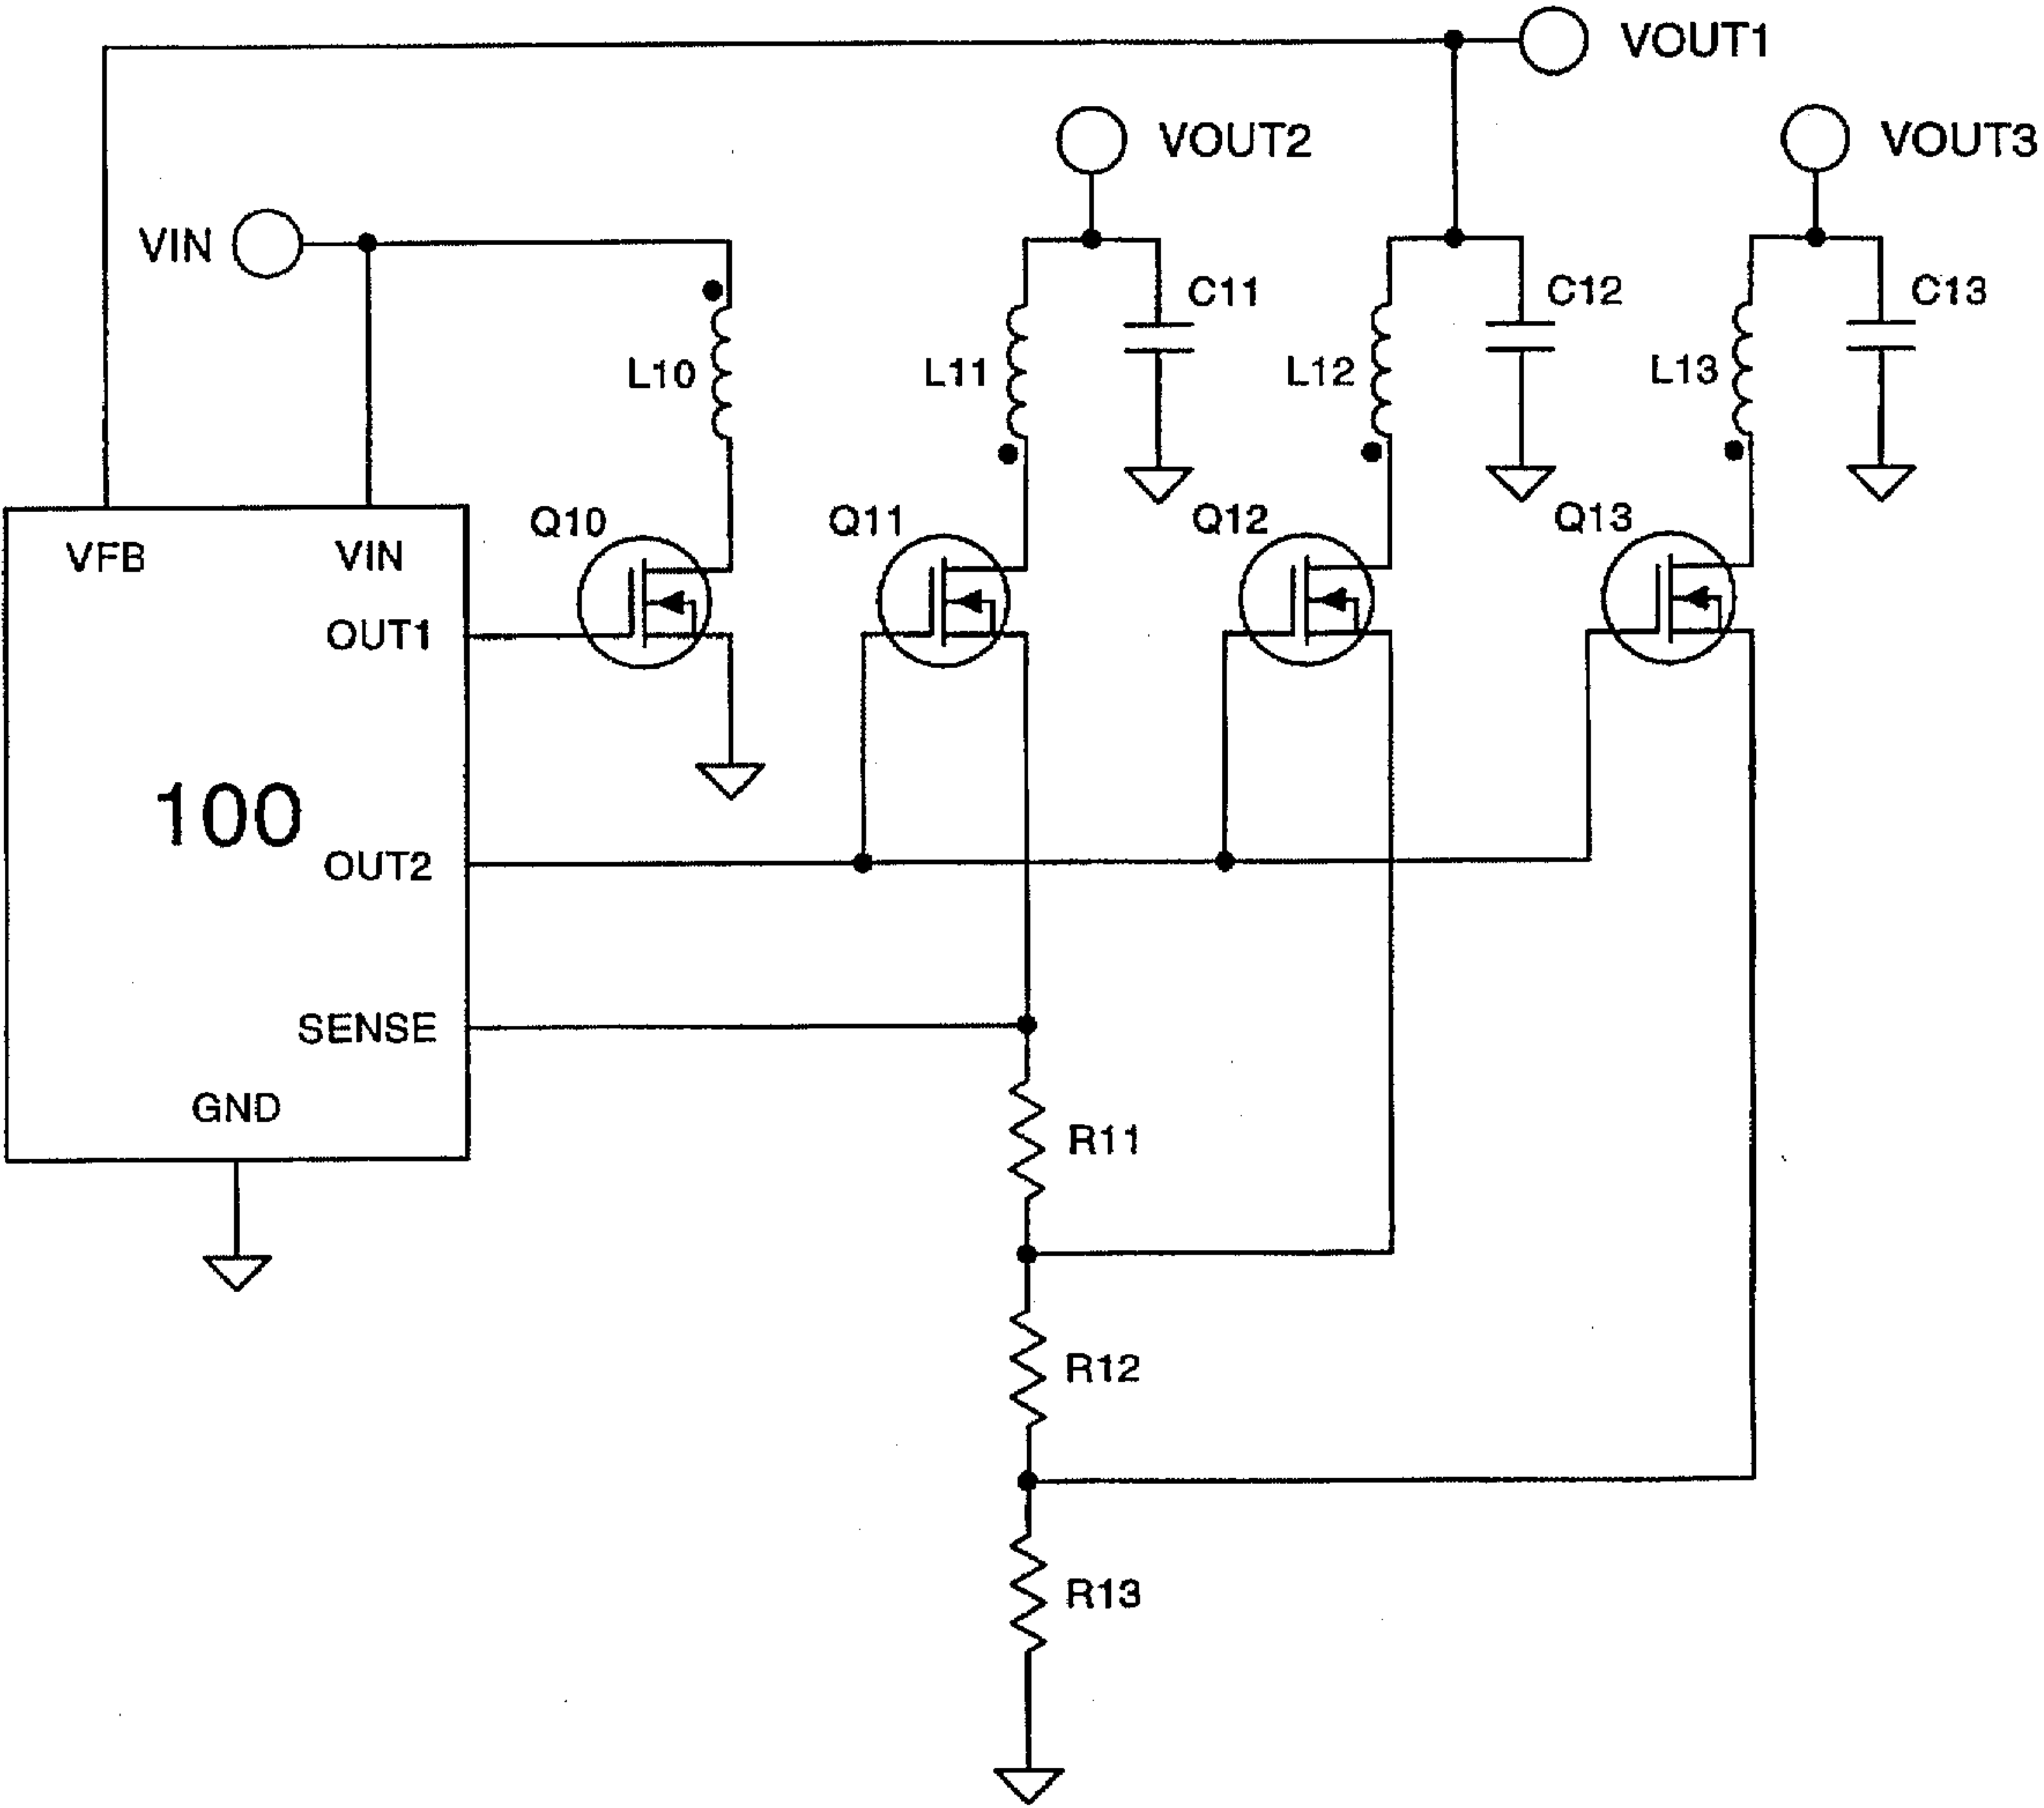 VOUT1
VOUT2
VOUT3
VIN
C11
C12
C13
L10
L11
L12
L13
Q10
Q11
Q12
Q13
VFB
VIN
OUT1
100
OUT2
SENSE
GND
R11
R12
R13